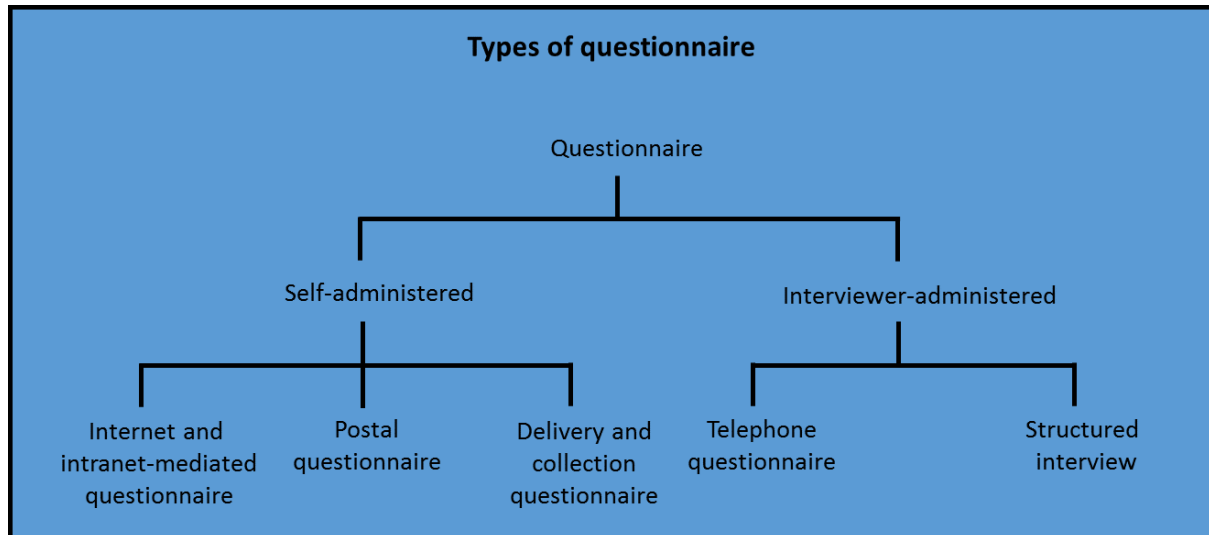 Types of questionnaire
Questionnaire
Self-administered
Interviewer-administered
Internet and
intranet-mediated
questionnaire
Postal
questionnaire
Delivery and
collection
questionnaire
Telephone
questionnaire
Structured
interview